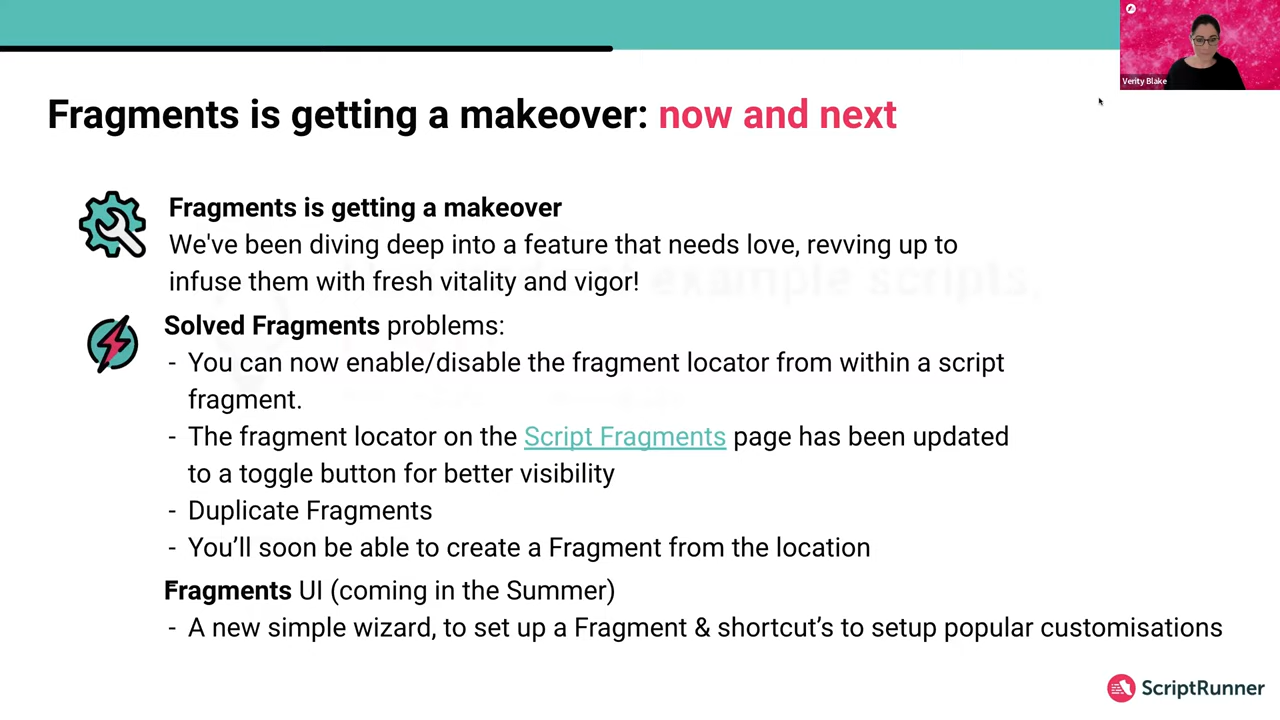 Verity Blake
Fragments is getting a makeover: now and next
Fragments is getting a makeover
We've been diving deep into a feature that needs love, revving up to
infuse them with fresh vitality and vigor!
example scripts,
Solved Fragments problems:
- You can now enable/disable the fragment locator from within a script
fragment.
- The fragment locator on the Script Fragments page has been updated
to a toggle button for better visibility
- Duplicate Fragments
- You’ll soon be able to create a Fragment from the location
Fragments UI (coming in the Summer)
- A new simple wizard, to set up a Fragment & shortcut’s to setup popular customisations
ScriptRunner